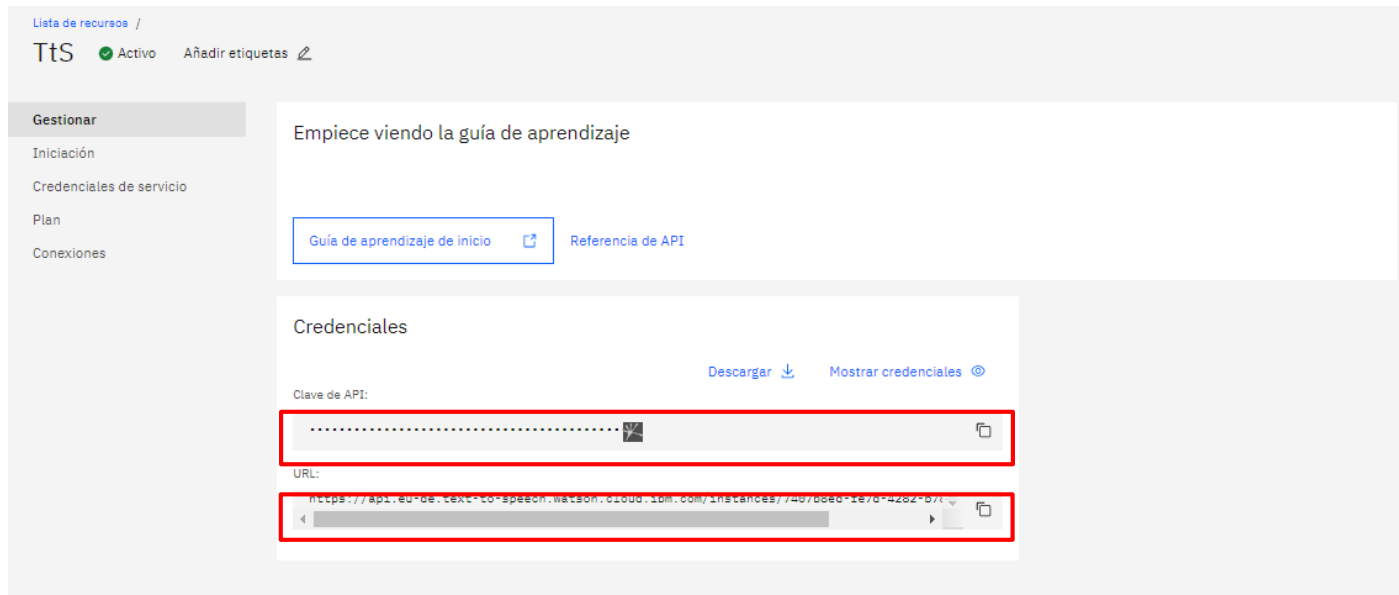 Lista de recursos /
TtS Activo Añadir etiquetas
Gestionar
Iniciación
Credenciales de servicio
Plan
Conexiones
Empiece viendo la guía de aprendizaje
Guía de aprendizaje de inicio Referencia de API
Credenciales
Descargar Mostrar credenciales
Clave de API:
URL:
https://api.eu-de.text-to-speech.watson.cloud.ibm.com/instances/